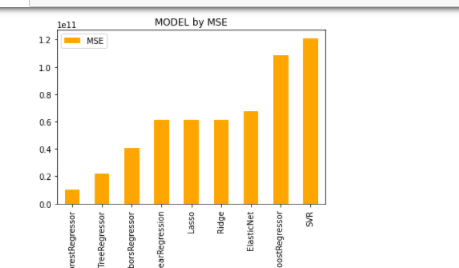 1e11
MODEL by MSE
MSE
1.2
1.0
0.8
0.6
0.4
0.2
0.0
restRegressor
TreeRegressor
borsRegressor
earRegression
Lasso
Ridge
ElasticNet
oostRegressor
SVR